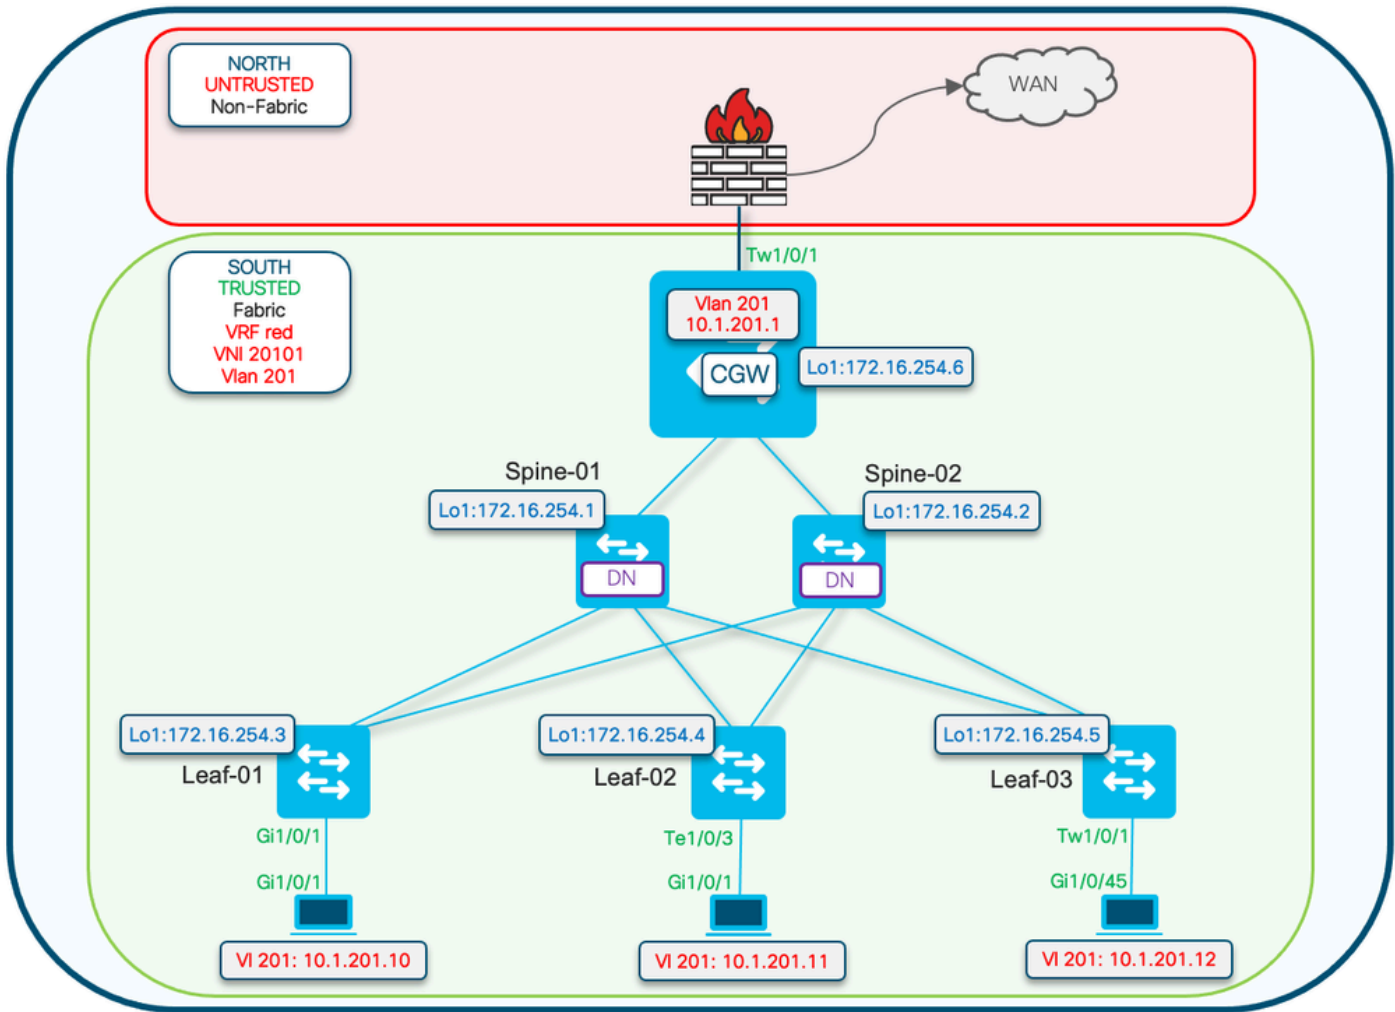 NORTH
UNTRUSTED
Non-Fabric
WAN
Tw1/0/1
SOUTH
TRUSTED
Fabric
VRF red
VNI 20101
Vlan 201
Vlan 201
10.1.201.1
CGW
Lo1:172.16.254.6
Spine-01
Lo1:172.16.254.1
DN
Spine-02
Lo1:172.16.254.2
DN
Lo1:172.16.254.3
Leaf-01
Lo1:172.16.254.4
Leaf-02
Lo1:172.16.254.5
Leaf-03
Gi1/0/1
Te1/0/3
Tw1/0/1
Gi1/0/1
Gi1/0/1
Gi1/0/45
Vl 201: 10.1.201.10
Vl 201: 10.1.201.11
Vl 201: 10.1.201.12